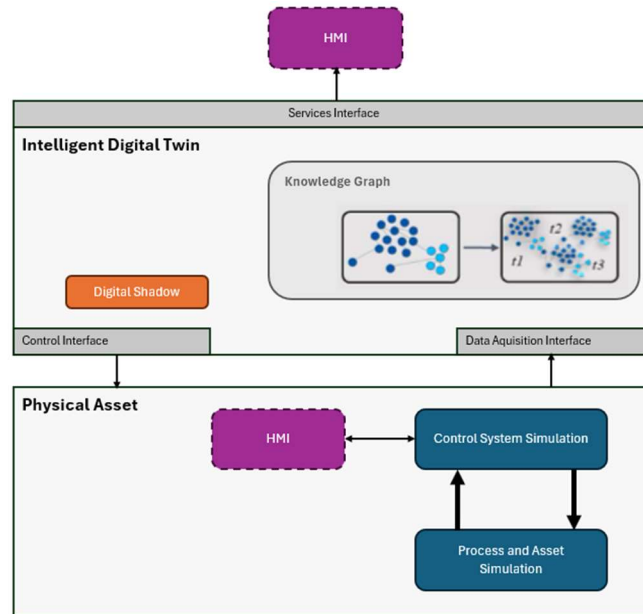 HMI
Services Interface
Intelligent Digital Twin
Knowledge Graph
t1
t2
t3
Digital Shadow
Control Interface
Data Aquisition Interface
Physical Asset
HMI
Control System Simulation
Process and Asset
Simulation